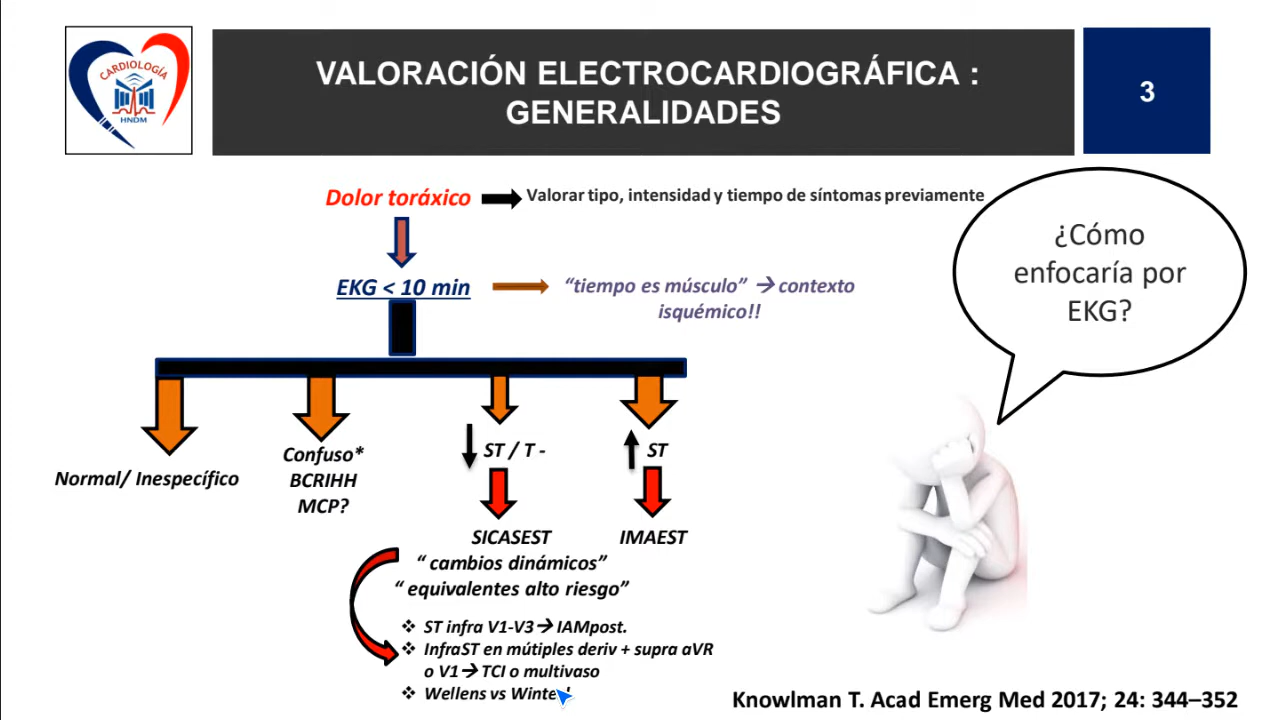 CARDIOLOGÍA
HNDM
VALORACIÓN ELECTROCARDIOGRÁFICA :
GENERALIDADES
3
Dolor toráxico
Valorar tipo, intensidad y tiempo de síntomas previamente
¿Cómo
enfocaría por
EKG?
EKG < 10 min
“tiempo es músculo” → contexto
isquémico!!
Normal/ Inespecífico
Confuso*
BCRIHH
MCP?
ST / T -
ST
SICASEST
IMAEST
“ cambios dinámicos”
“ equivalentes alto riesgo”
❖ ST infra V1-V3→ IAMpost.
❖ InfraST en mútiples deriv + supra aVR
o V1→ TCI o multivaso
❖ Wellens vs
Knowlman T. Acad Emerg Med 2017; 24: 344–352